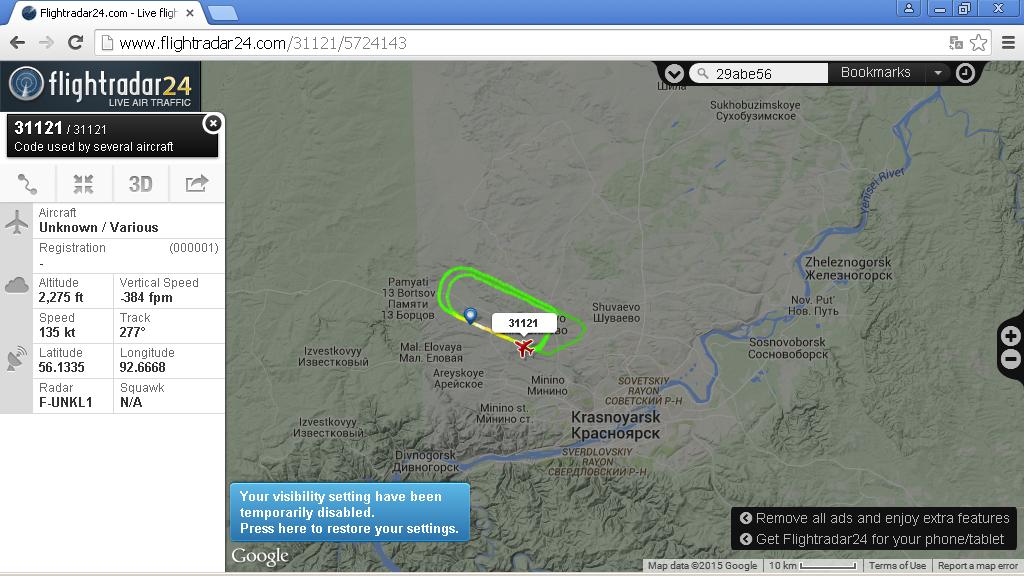 Flightradar24.com - Live fligh
www.flightradar24.com/31121/5724143
flightradar24
LIVE AIR TRAFFIC
29abe56
Bookmarks
31121 / 31121
Code used by several aircraft
3D
Aircraft
Unknown / Various
Registration (000001)
-
Altitude Vertical Speed
2,275 ft -384 fpm
Speed Track
135 kt 277°
Latitude Longitude
56.1335 92.6668
Radar Squawk
F-UNKL1 N/A
Шила
Sukhobuzimskoye
Сухобузимское
Yenisei River
Zheleznogorsk
Железногорск
Pamyati
13 Bortsov
Памяти
13 Борцов
Nov. Put'
Нов. Путь
Shuvaevo
Шуваево
31121
Sosnovoborsk
Сосновоборск
Mal. Elovaya
Мал. Еловая
Izvestkovyy
Известковый
Areyskoye
Арейское
Minino
Минино
SOVETSKIY
RAYON
СОВЕТСКИЙ Р-Н
Minino st.
Минино ст.
Krasnoyarsk
Красноярск
Izvestkovyy
Известковый
Divnogorsk
Дивногорск
SVERDLOVSKIY
RAYON
СВЕРДЛОВСКИЙ Р-Н
Your visibility setting have been
temporarily disabled.
Press here to restore your settings.
Remove all ads and enjoy extra features
Get Flightradar24 for your phone/tablet
Google
Map data ©2015 Google 10 km Terms of Use Report a map error